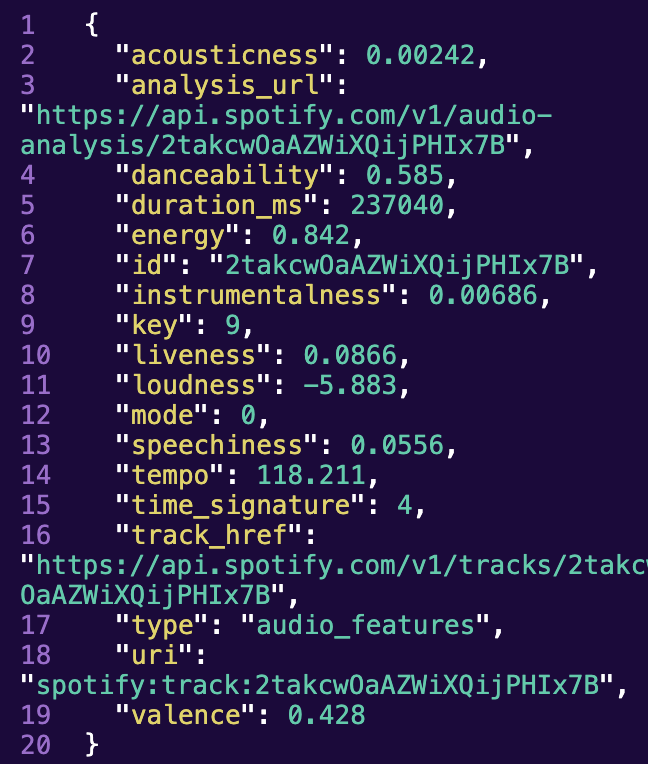 1 {
2 "acousticness": 0.00242,
3 "analysis_url":
"https://api.spotify.com/v1/audio-
analysis/2takcwOaAZWiXQijPHIx7B",
4 "danceability": 0.585,
5 "duration_ms": 237040,
6 "energy": 0.842,
7 "id": "2takcwOaAZWiXQijPHIx7B",
8 "instrumentalness": 0.00686,
9 "key": 9,
10 "liveness": 0.0866,
11 "loudness": -5.883,
12 "mode": 0,
13 "speechiness": 0.0556,
14 "tempo": 118.211,
15 "time_signature": 4,
16 "track_href":
"https://api.spotify.com/v1/tracks/2takcw
OaAZWiXQijPHIx7B",
17 "type": "audio_features",
18 "uri":
"spotify:track:2takcwOaAZWiXQijPHIx7B",
19 "valence": 0.428
20 }